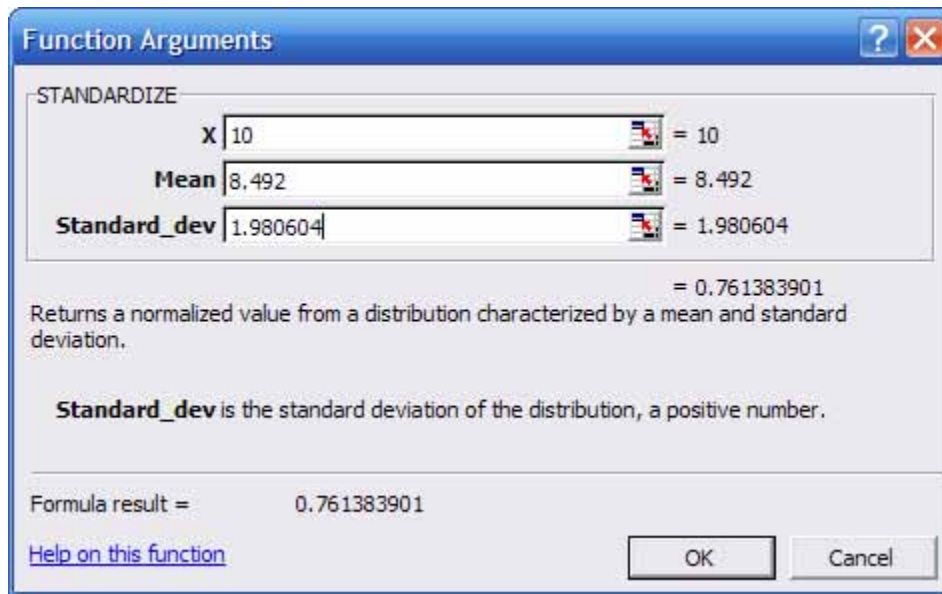 Function Arguments
STANDARDIZE
X 10 = 10
Mean 8.492 = 8.492
Standard_dev 1.980604 = 1.980604
= 0.761383901
Returns a normalized value from a distribution characterized by a mean and standard
deviation.
Standard_dev is the standard deviation of the distribution, a positive number.
Formula result = 0.761383901
Help on this function OK Cancel